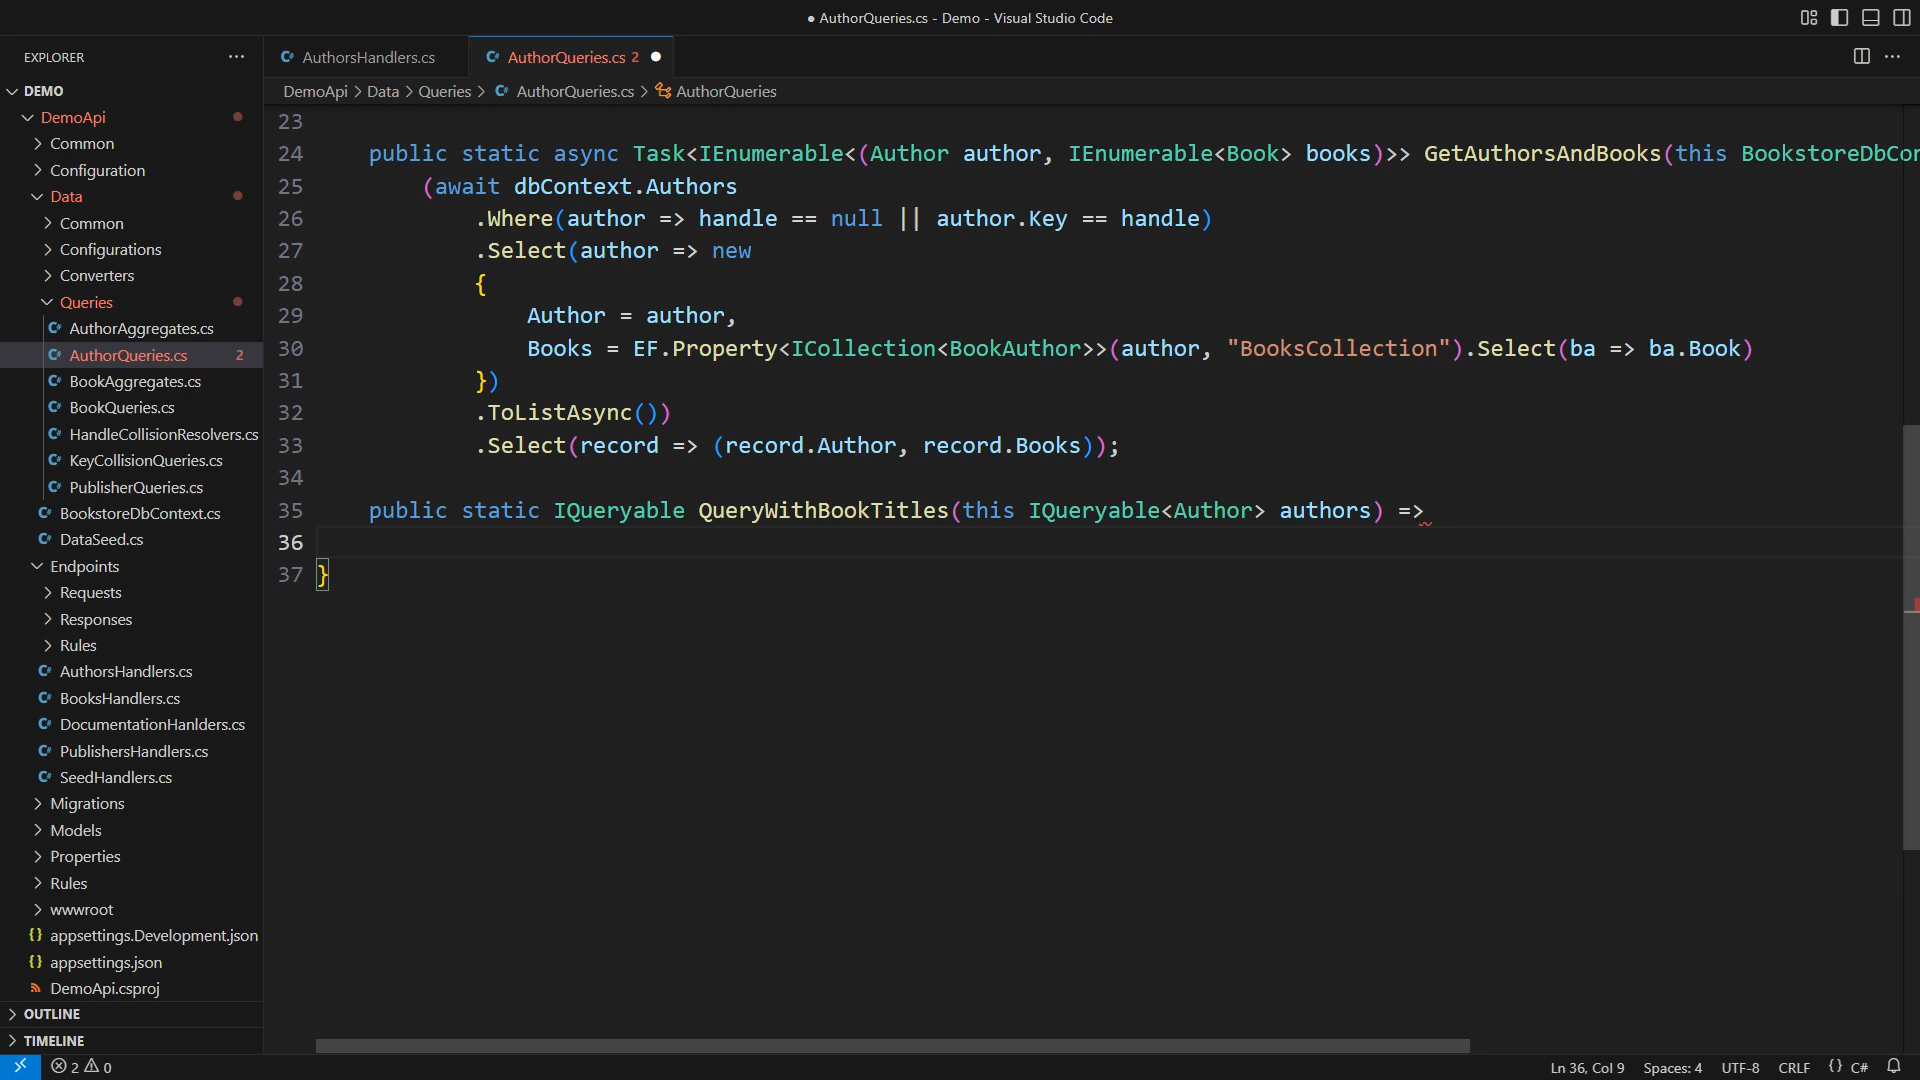 ● AuthorQueries.cs - Demo - Visual Studio Code
EXPLORER
DEMO
DemoApi
Common
Configuration
Data
Common
Configurations
Converters
Queries
AuthorAggregates.cs
AuthorQueries.cs 2
BookAggregates.cs
BookQueries.cs
HandleCollisionResolvers.cs
KeyCollisionQueries.cs
PublisherQueries.cs
BookstoreDbContext.cs
DataSeed.cs
Endpoints
Requests
Responses
Rules
AuthorsHandlers.cs
BooksHandlers.cs
DocumentationHanlders.cs
PublishersHandlers.cs
SeedHandlers.cs
Migrations
Models
Properties
Rules
wwwroot
appsettings.Development.json
appsettings.json
DemoApi.csproj
OUTLINE
TIMELINE
AuthorsHandlers.cs
AuthorQueries.cs 2
DemoApi > Data > Queries > AuthorQueries.cs > AuthorQueries
23
24 public static async Task<IEnumerable<(Author author, IEnumerable<Book> books)>> GetAuthorsAndBooks(this BookstoreDbCon
25 (await dbContext.Authors
26 .Where(author => handle == null || author.Key == handle)
27 .Select(author => new
28 {
29 Author = author,
30 Books = EF.Property<ICollection<BookAuthor>>(author, "BooksCollection").Select(ba => ba.Book)
31 })
32 .ToListAsync())
33 .Select(record => (record.Author, record.Books));
34
35 public static IQueryable QueryWithBookTitles(this IQueryable<Author> authors) =>
36
37 }
2 0
Ln 36, Col 9 Spaces: 4 UTF-8 CRLF {} C#